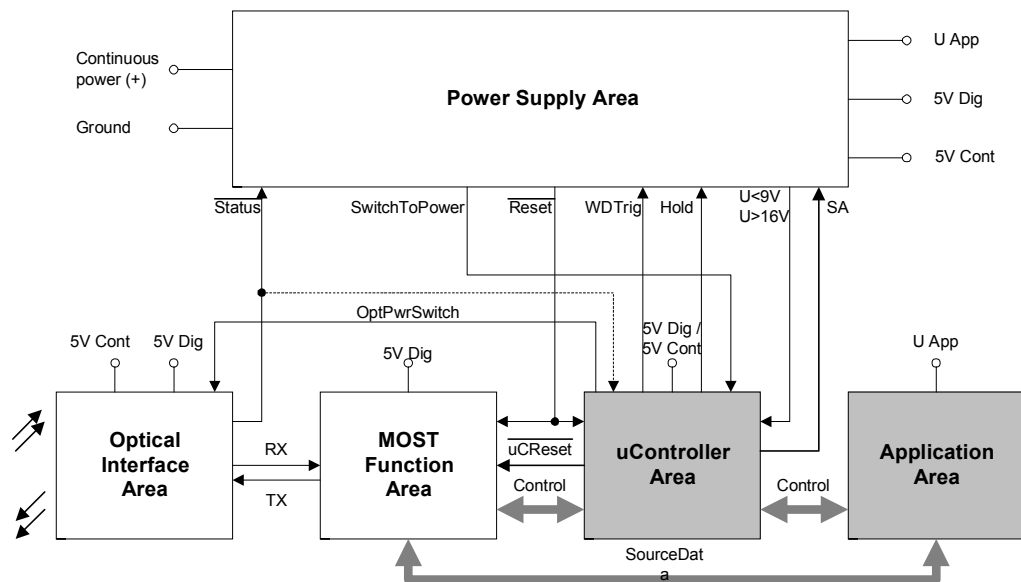 Continuous
power (+)
Ground
Power Supply Area
U App
5V Dig
5V Cont
Status
SwitchToPower
Reset
WDTrig
Hold
U<9V
U>16V
SA
OptPwrSwitch
5V Cont
5V Dig
5V Dig
5V Dig /
5V Cont
U App
Optical
Interface
Area
RX
TX
MOST
Function
Area
uCReset
Control
uController
Area
Control
Application
Area
SourceDat
a